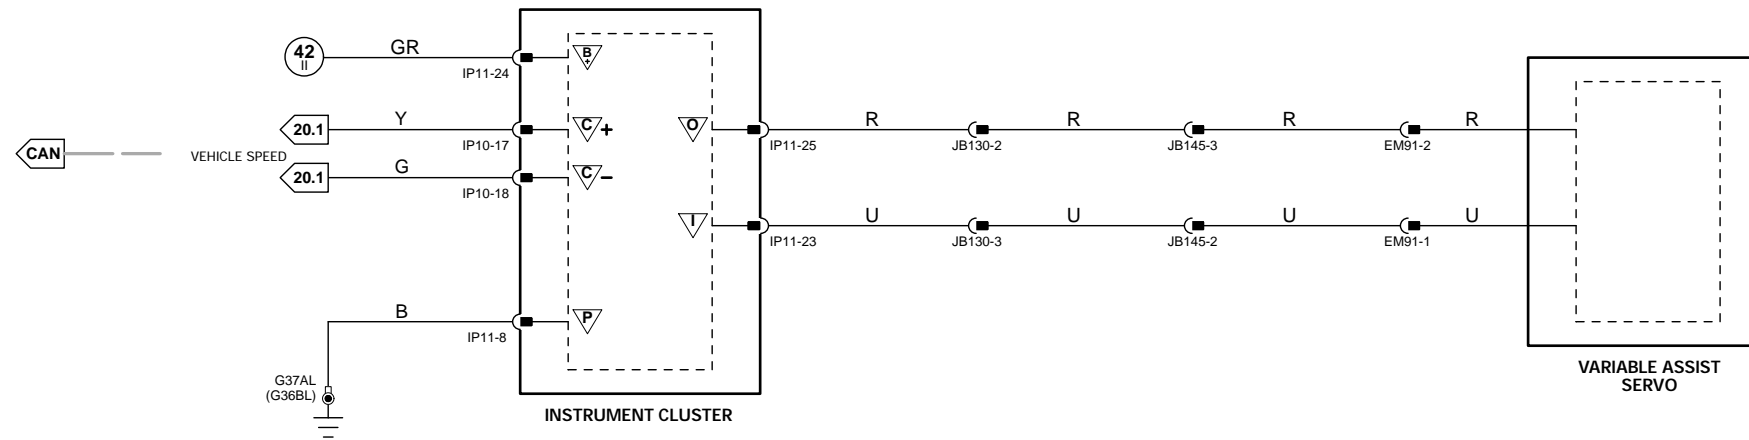 42
II
GR
IP11-24
B
+
CAN
VEHICLE SPEED
20.1
Y
IP10-17
C +
20.1
G
IP10-18
C –
B
IP11-8
P
G37AL
(G36BL)
INSTRUMENT CLUSTER
O
IP11-25
R
JB130-2
R
JB145-3
R
EM91-2
R
I
IP11-23
U
JB130-3
U
JB145-2
U
EM91-1
U
VARIABLE ASSIST
SERVO